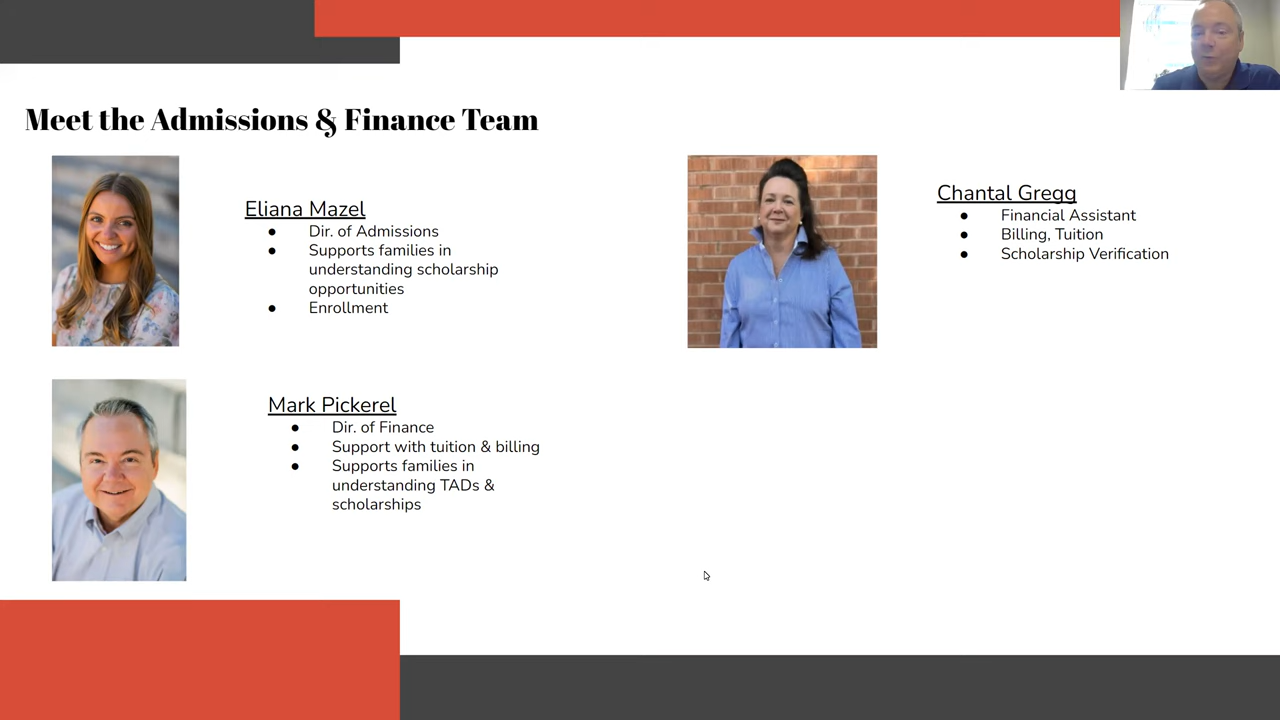 Meet the Admissions & Finance Team
Eliana Mazel
● Dir. of Admissions
● Supports families in
understanding scholarship
opportunities
● Enrollment
Chantal Gregg
● Financial Assistant
● Billing, Tuition
● Scholarship Verification
Mark Pickerel
● Dir. of Finance
● Support with tuition & billing
● Supports families in
understanding TADs &
scholarships